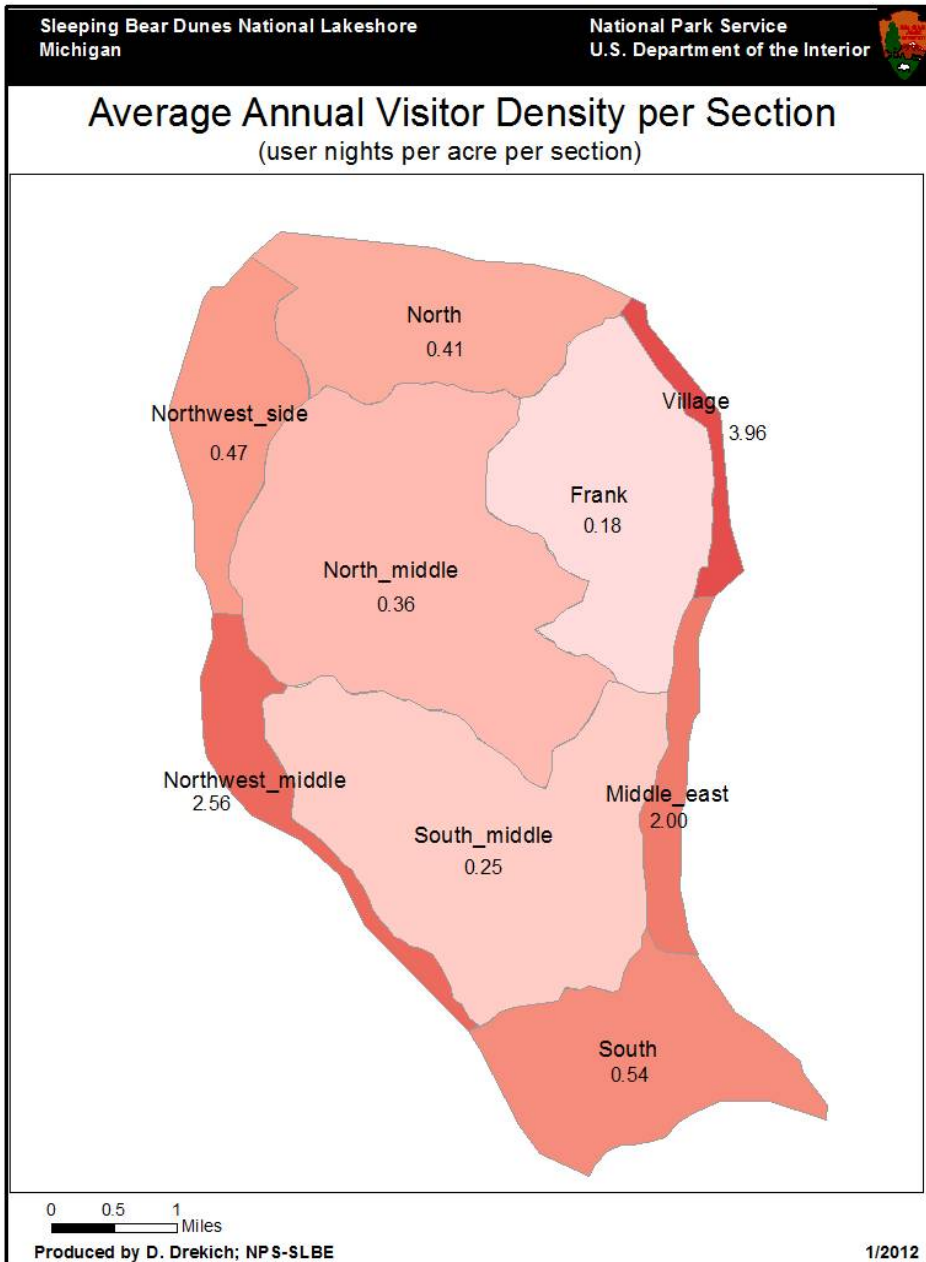 Sleeping Bear Dunes National Lakeshore
Michigan
National Park Service
U.S. Department of the Interior
Average Annual Visitor Density per Section
(user nights per acre per section)
North
0.41
Northwest_side
0.47
Village
3.96
Frank
0.18
North_middle
0.36
Northwest_middle
2.56
Middle_east
2.00
South_middle
0.25
South
0.54
0 0.5 1
Miles
Produced by D. Drekich; NPS-SLBE
1/2012